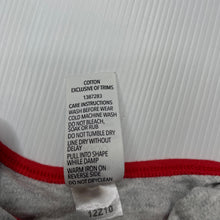 COTTON
EXCLUSIVE OF TRIMS
1387283
CARE INSTRUCTIONS
WASH BEFORE WEAR
COLD MACHINE WASH
DO NOT BLEACH,
SOAK OR RUB
DO NOT TUMBLE DRY
LINE DRY WITHOUT
DELAY
PULL INTO SHAPE
WHILE DAMP
WARM IRON ON
REVERSE SIDE
DO NOT DRYCLEAN
12Z10